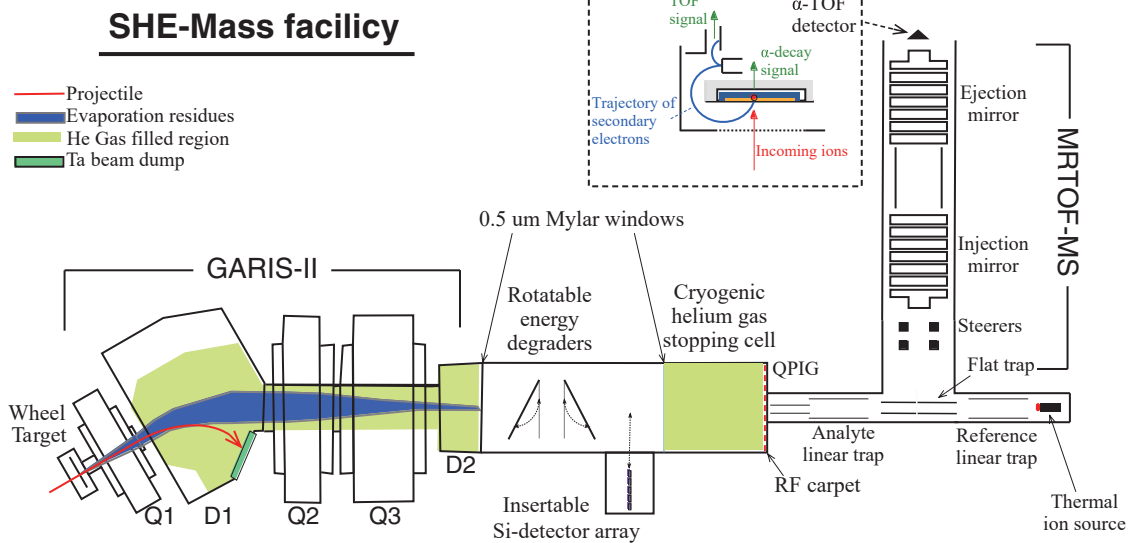 SHE-Mass facilicy
Projectile
Evaporation residues
He Gas filled region
Ta beam dump
TOF
signal
α-decay
signal
Trajectory of
secondary
electrons
Incoming ions
α-TOF
detector
Ejection
mirror
MRTOF-MS
Injection
mirror
Steerers
Flat trap
0.5 um Mylar windows
GARIS-II
Rotatable
energy
degraders
Cryogenic
helium gas
stopping cell
QPIG
Wheel
Target
Analyte
linear trap
Reference
linear trap
D2
RF carpet
Q1
D1
Q2
Q3
Insertable
Si-detector array
Thermal
ion source